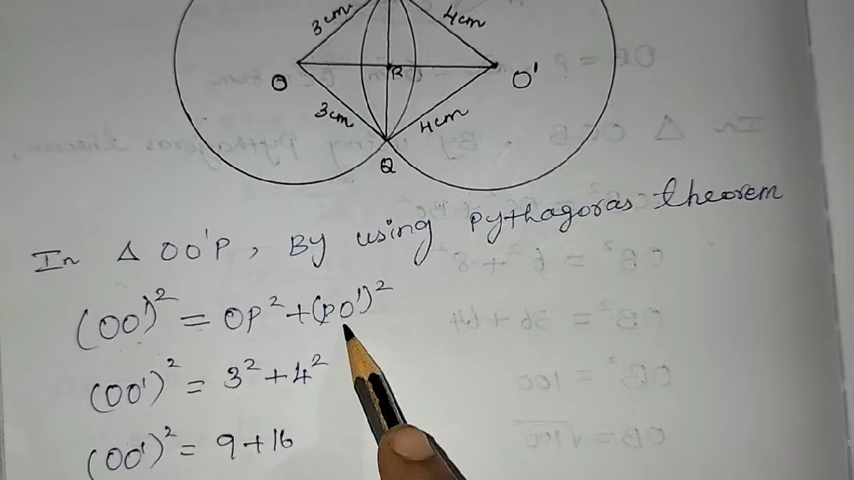 3cm 4cm
O R O'
3cm 4cm
Q
In Δ OO'P, By using Pythagoras theorem
(OO')² = OP² + (PO')²
(OO')² = 3² + 4²
(OO')² = 9 + 16